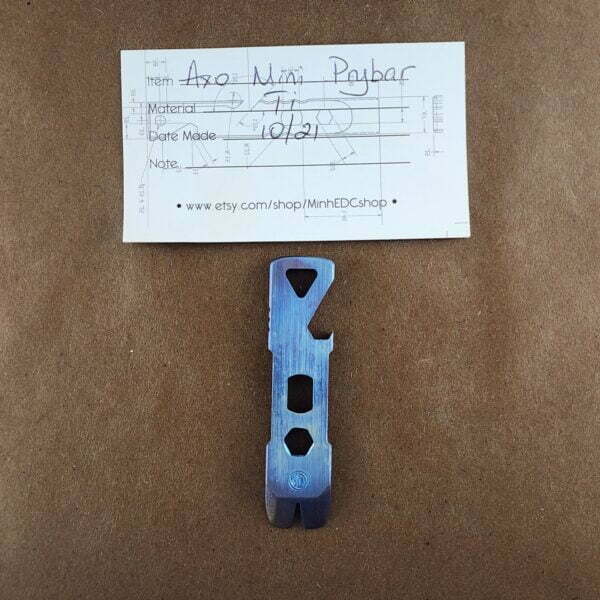 Item Axo Mini Prybar
Material Ti
Date Made 10/21
Note
• www.etsy.com/shop/MinhEDCshop •